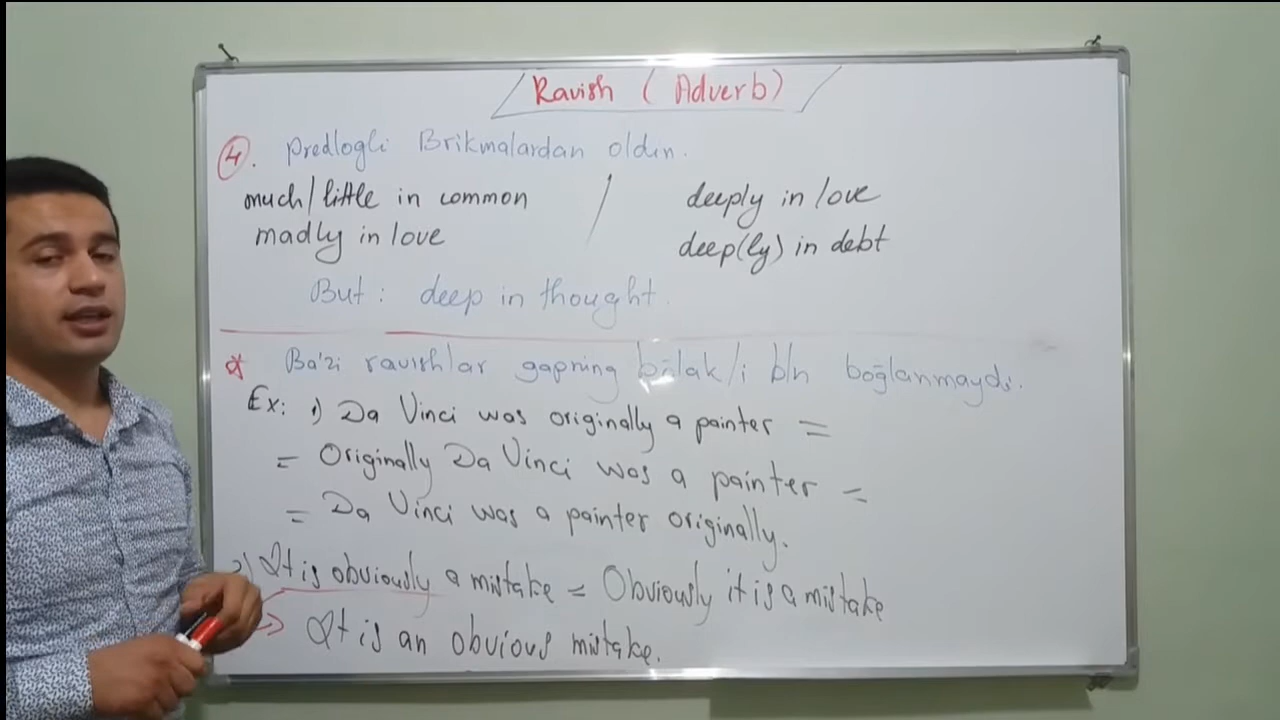 Ravish (Adverb)
4. Predlogli Brikmalardan oldin.
much/little in common / deeply in love
madly in love deep(ly) in debt
But: deep in thought.
* Ba'zi ravishlar gapning bo'lak/i b/n boğlanmaydi.
Ex: 1) Da Vinci was originally a painter =
= Originally Da Vinci was a painter =
= Da Vinci was a painter originally.
2) It is obviously a mistake = Obviously it is a mistake
=> It is an obvious mistake.